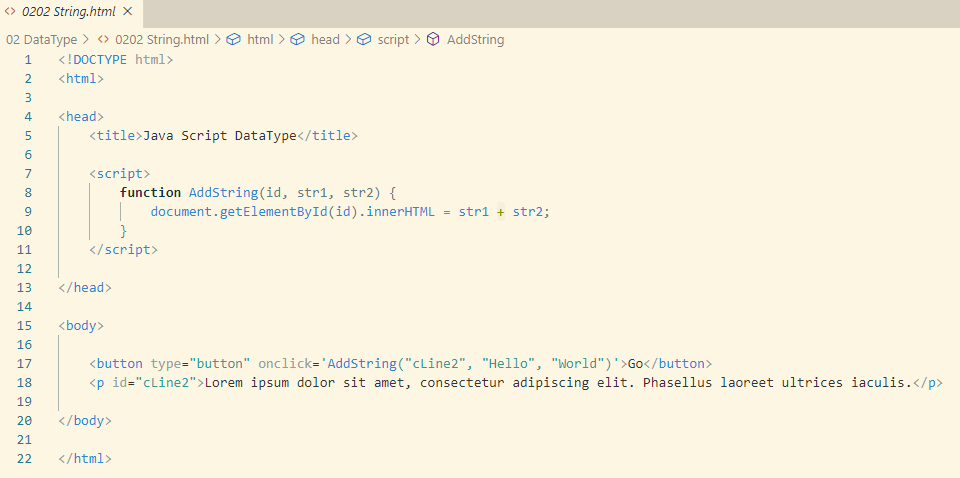 <> 0202 String.html ×
02 DataType > <> 0202 String.html > html > head > script > AddString
1 <!DOCTYPE html>
2 <html>
3
4 <head>
5     <title>Java Script DataType</title>
6
7     <script>
8         function AddString(id, str1, str2) {
9             document.getElementById(id).innerHTML = str1 + str2;
10         }
11     </script>
12
13 </head>
14
15 <body>
16
17     <button type="button" onclick='AddString("cLine2", "Hello", "World")'>Go</button>
18     <p id="cLine2">Lorem ipsum dolor sit amet, consectetur adipiscing elit. Phasellus laoreet ultrices iaculis.</p>
19
20 </body>
21
22 </html>